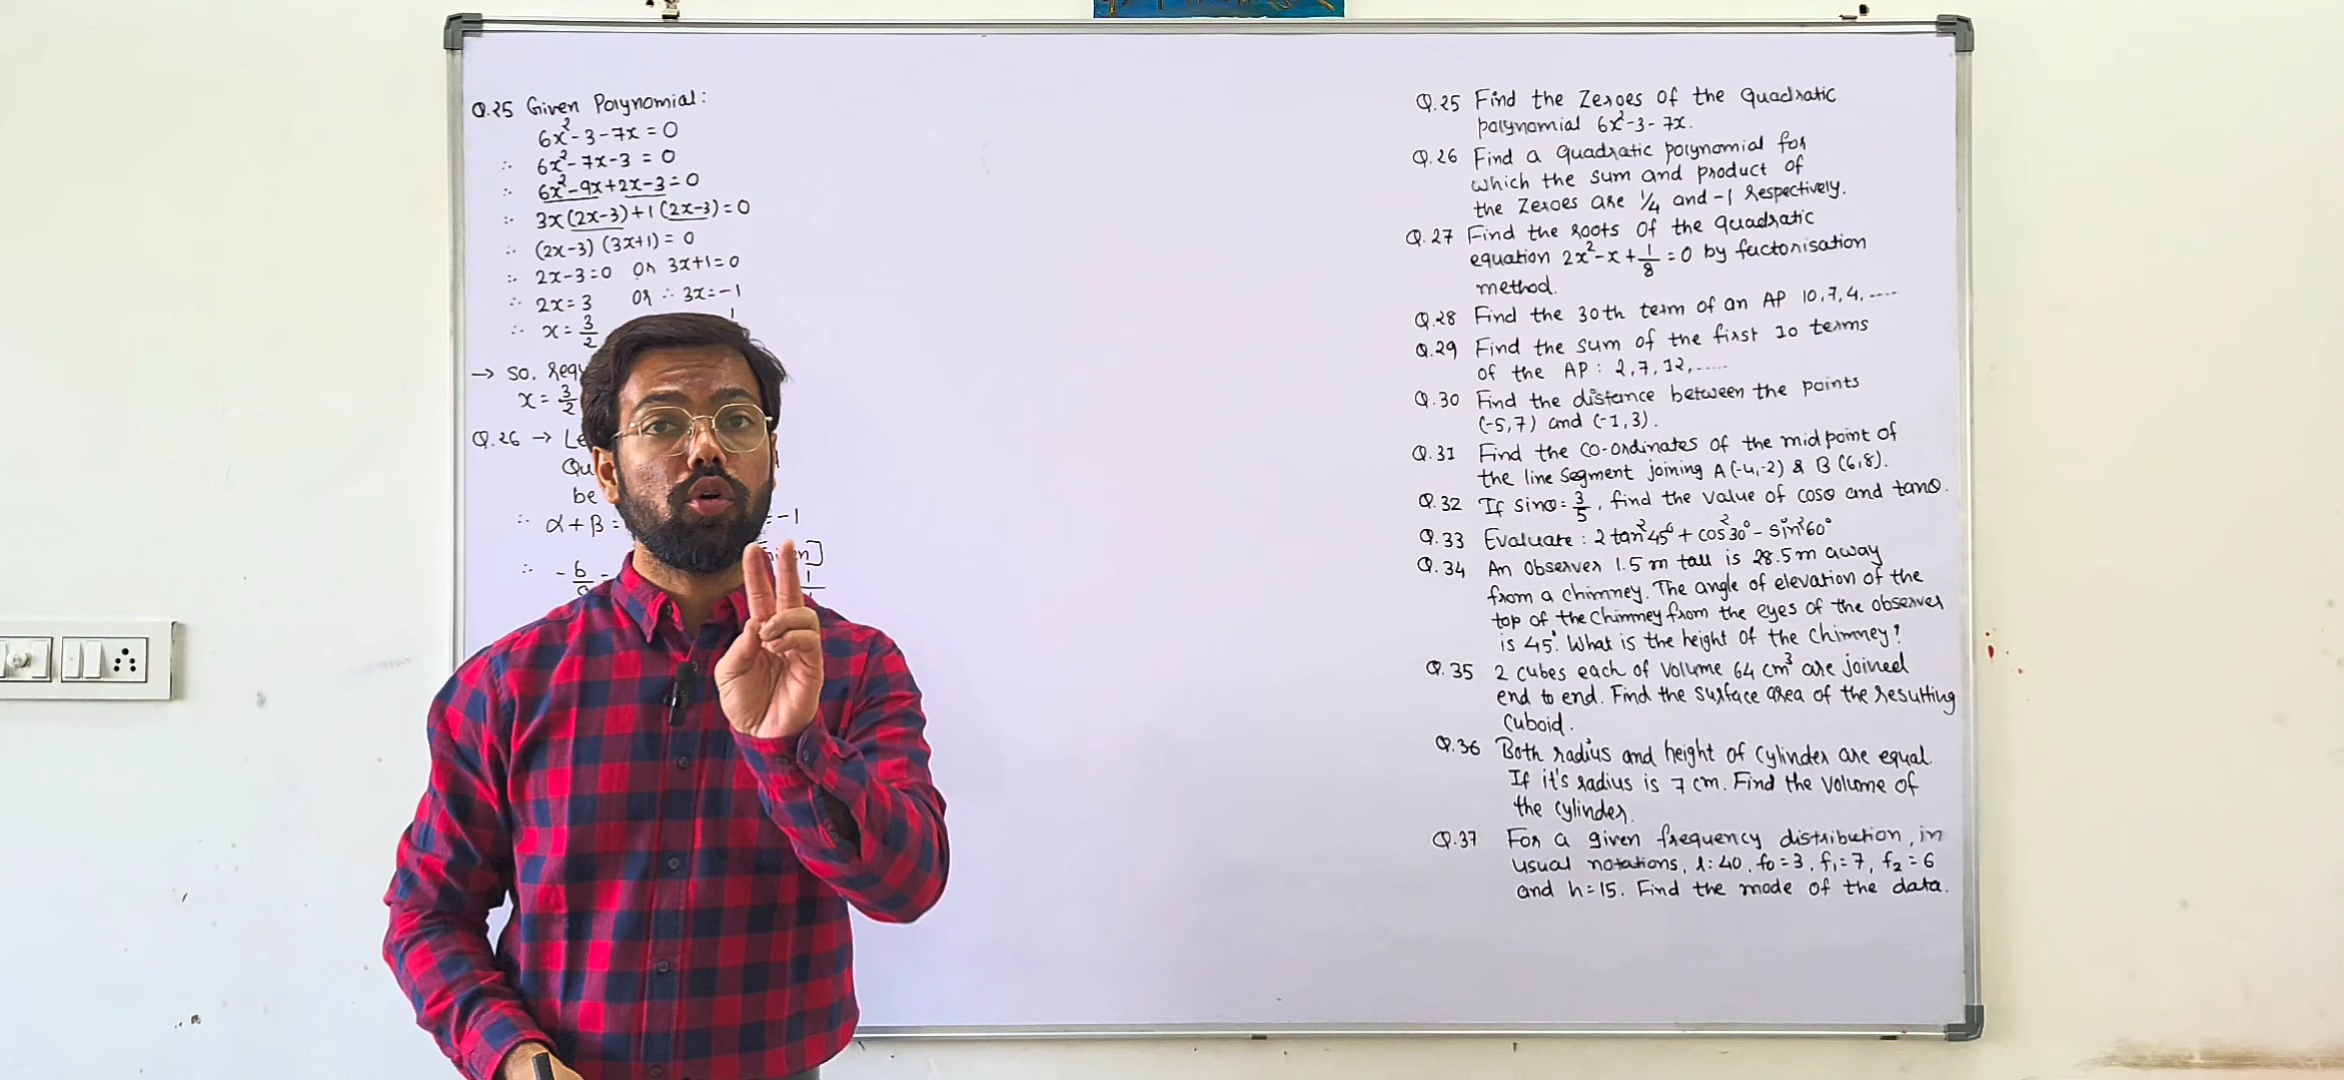 Q.25 Given Polynomial:
6x²-3-7x=0
∴ 6x²-7x-3=0
∴ 6x²-9x+2x-3=0
∴ 3x(2x-3)+1(2x-3)=0
∴ (2x-3)(3x+1)=0
∴ 2x-3=0 or 3x+1=0
∴ 2x=3 or ∴ 3x=-1
∴ x=3/2
→ So.
x=3/2
Q.26 →
be
∴ α+β= =-1
[Given]
∴ -b
Q.25 Find the Zeroes of the Quadratic
polynomial 6x²-3-7x.
Q.26 Find a Quadratic polynomial for
which the sum and product of
the Zeroes are 1/4 and -1 respectively.
Q.27 Find the roots of the quadratic
equation 2x²-x+1/8=0 by factorisation
method.
Q.28 Find the 30th term of an AP 10,7,4,.....
Q.29 Find the sum of the first 10 terms
of the AP: 2,7,12,.....
Q.30 Find the distance between the points
(-5,7) and (-1,3).
Q.31 Find the co-ordinates of the midpoint of
the line segment joining A(-4,-2) & B(6,8).
Q.32 If sinθ=3/5, find the value of cosθ and tanθ.
Q.33 Evaluate: 2tan²45°+cos²30°-sin²60°
Q.34 An observer 1.5 m tall is 28.5 m away
from a chimney. The angle of elevation of the
top of the chimney from the eyes of the observer
is 45°. What is the height of the chimney?
Q.35 2 cubes each of volume 64 cm³ are joined
end to end. Find the surface area of the resulting
cuboid.
Q.36 Both radius and height of cylinder are equal.
If it's radius is 7 cm. Find the volume of
the cylinder.
Q.37 For a given frequency distribution, in
usual notations, l=40, f0=3, f1=7, f2=6
and h=15. Find the mode of the data.